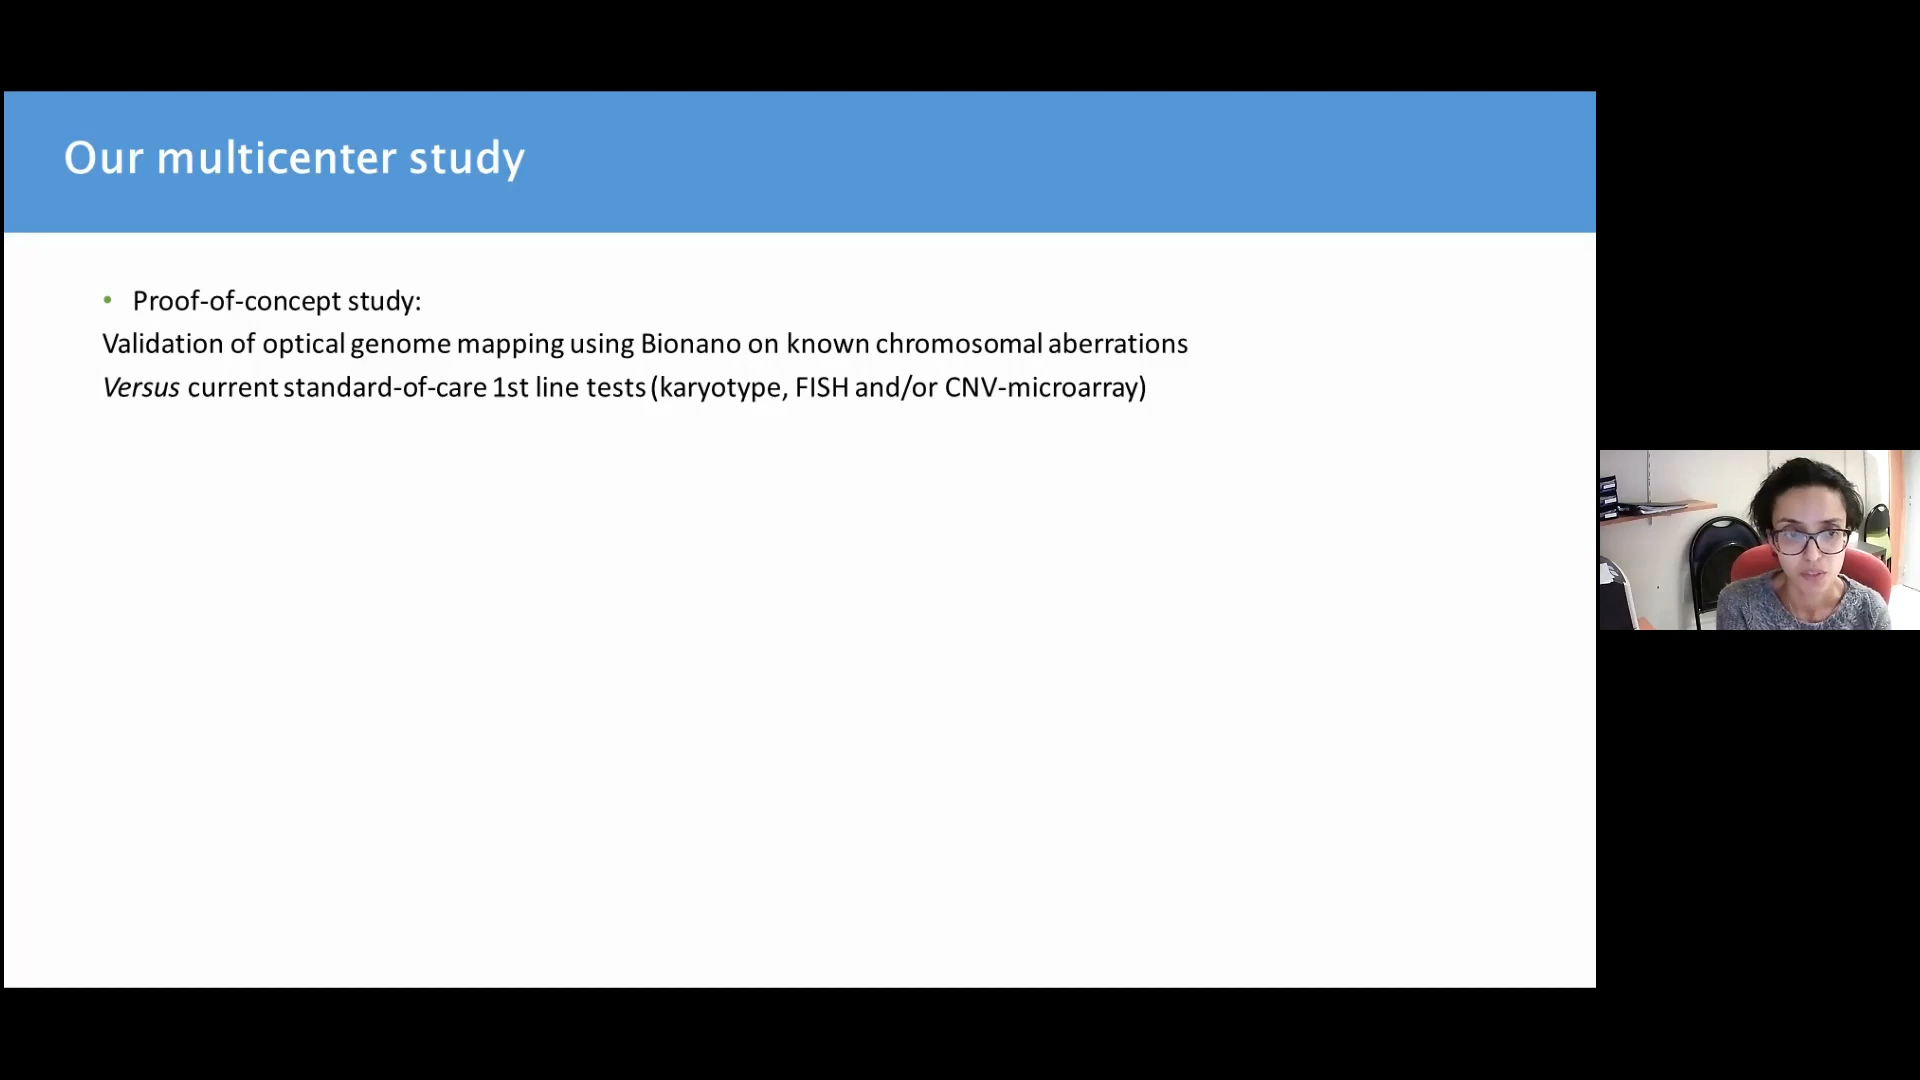 Our multicenter study
• Proof-of-concept study:
Validation of optical genome mapping using Bionano on known chromosomal aberrations
Versus current standard-of-care 1st line tests (karyotype, FISH and/or CNV-microarray)